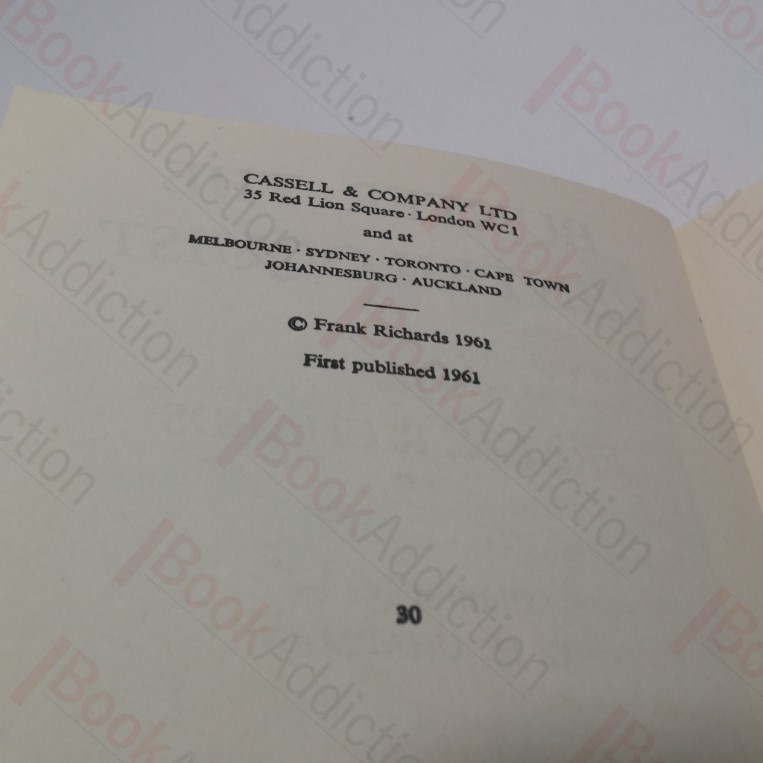 CASSELL & COMPANY LTD
35 Red Lion Square · London WC1
and at
MELBOURNE · SYDNEY · TORONTO · CAPE TOWN
JOHANNESBURG · AUCKLAND
© Frank Richards 1961
First published 1961
30
BookAddiction